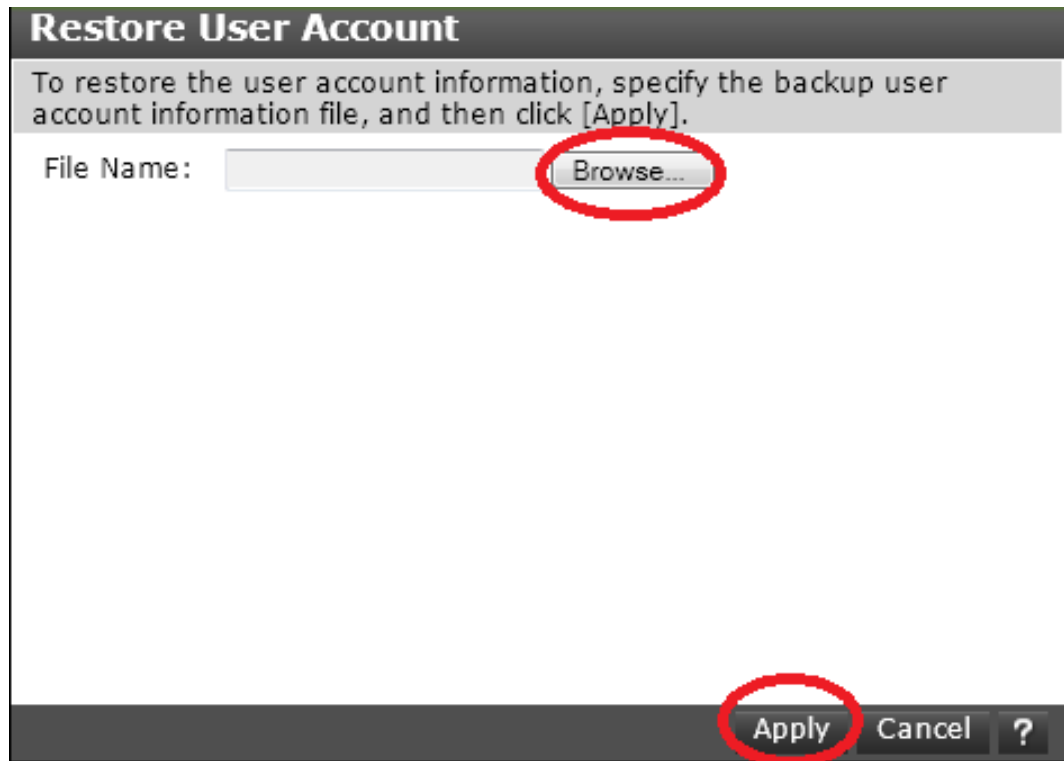 Restore User Account
To restore the user account information, specify the backup user
account information file, and then click [Apply].
File Name: Browse...
Apply Cancel ?